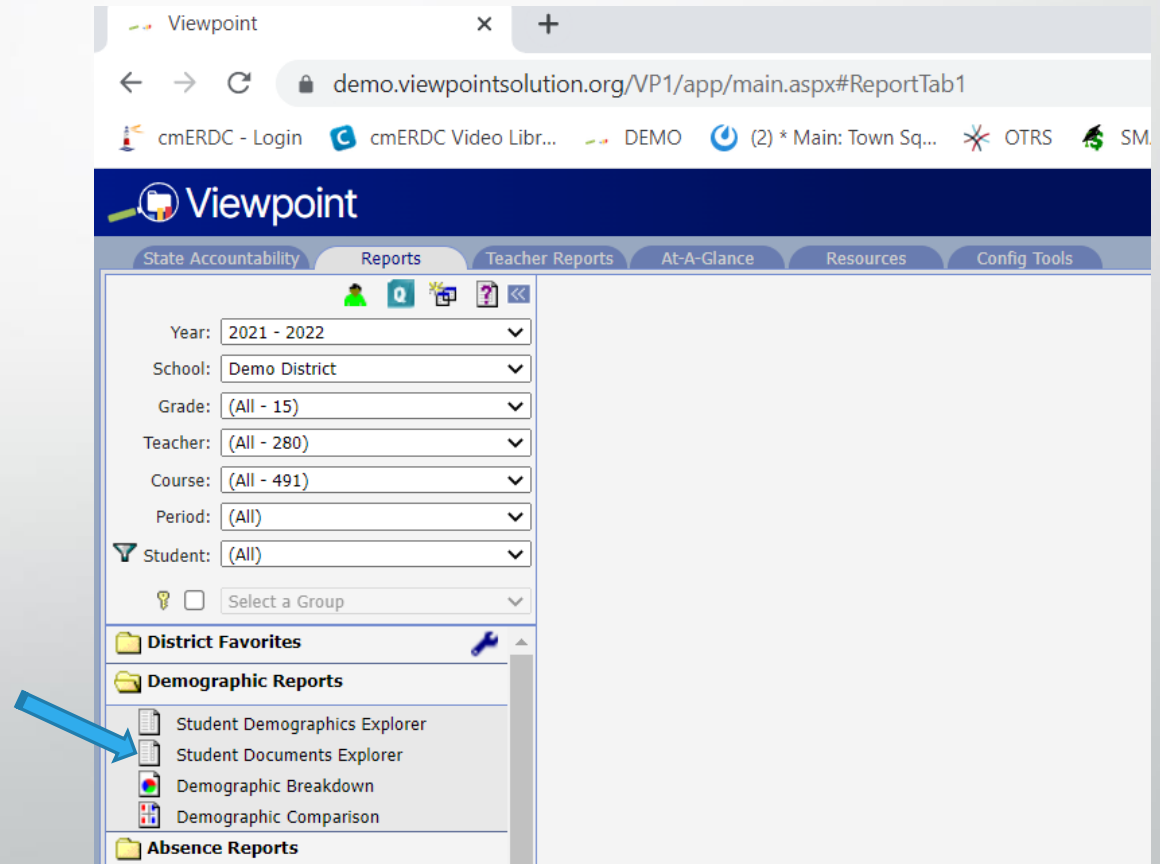 Viewpoint
demo.viewpointsolution.org/VP1/app/main.aspx#ReportTab1
cmERDC - Login cmERDC Video Libr... DEMO (2) * Main: Town Sq... OTRS SM
Viewpoint
State Accountability Reports Teacher Reports At-A-Glance Resources Config Tools
Q ?
Year: 2021 - 2022
School: Demo District
Grade: (All - 15)
Teacher: (All - 280)
Course: (All - 491)
Period: (All)
Student: (All)
Select a Group
District Favorites
Demographic Reports
Student Demographics Explorer
Student Documents Explorer
Demographic Breakdown
Demographic Comparison
Absence Reports